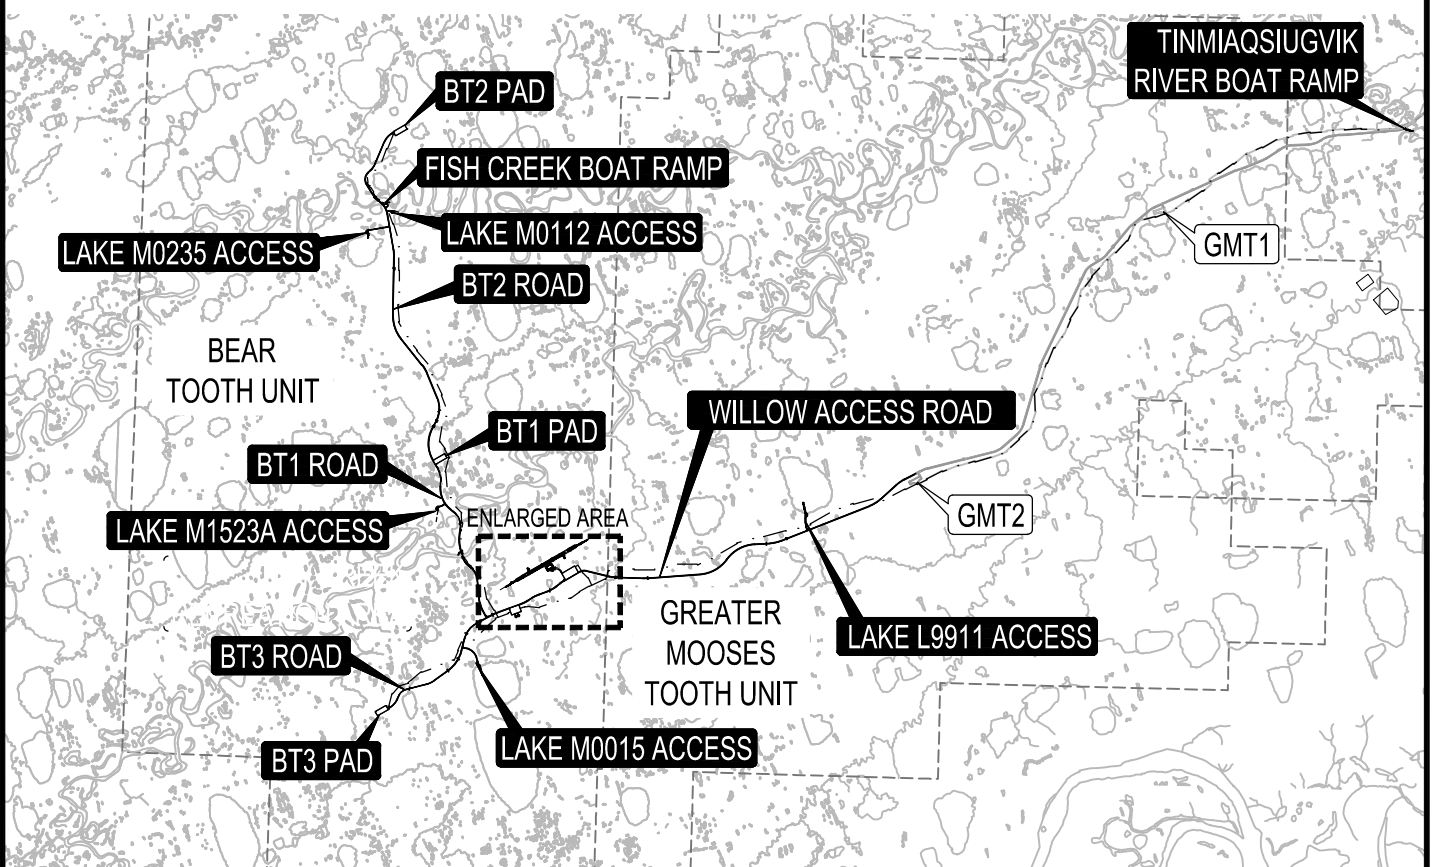 TINMIAQSIUGVIK
RIVER BOAT RAMP
BT2 PAD
FISH CREEK BOAT RAMP
LAKE M0112 ACCESS
LAKE M0235 ACCESS
GMT1
BT2 ROAD
BEAR
TOOTH UNIT
WILLOW ACCESS ROAD
BT1 PAD
BT1 ROAD
LAKE M1523A ACCESS
ENLARGED AREA
GMT2
GREATER
MOOSES
TOOTH UNIT
LAKE L9911 ACCESS
BT3 ROAD
LAKE M0015 ACCESS
BT3 PAD